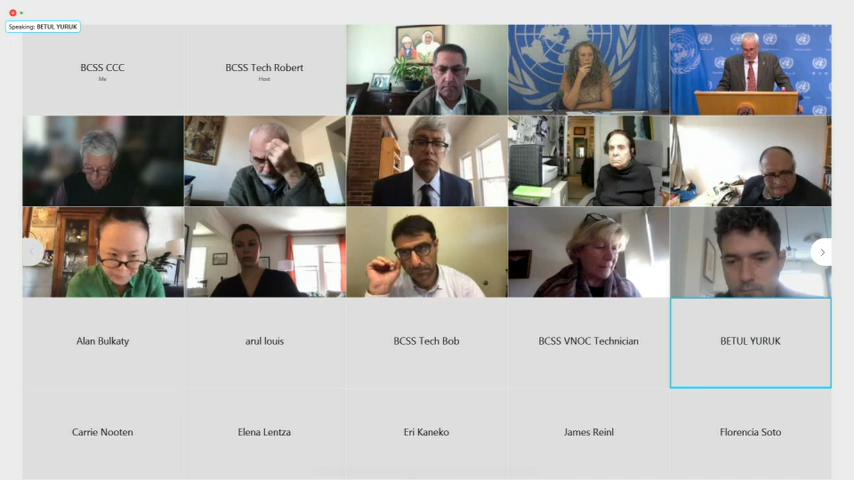 Speaking: BETUL YURUK
BCSS CCC
Me
BCSS Tech Robert
Host
Alan Bulkaty
arul louis
BCSS Tech Bob
BCSS VNOC Technician
BETUL YURUK
Carrie Nooten
Elena Lentza
Eri Kaneko
James Reinl
Florencia Soto